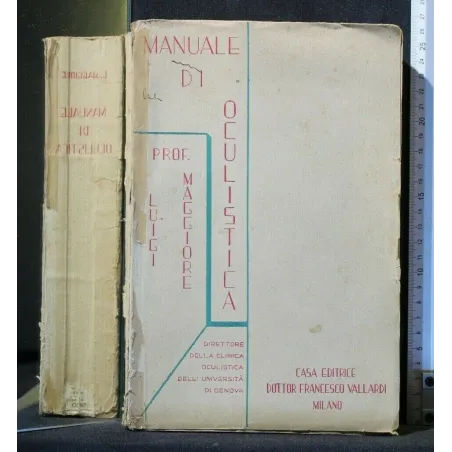 L. MAGGIORE
MANUALE
DI
OCULISTICA
MANUALE
DI
OCULISTICA
PROF.
LUIGI
MAGGIORE
DIRETTORE
DELLA CLINICA
OCULISTICA
DELL'UNIVERSITÀ
DI GENOVA
CASA EDITRICE
DOTTOR FRANCESCO VALLARDI
MILANO